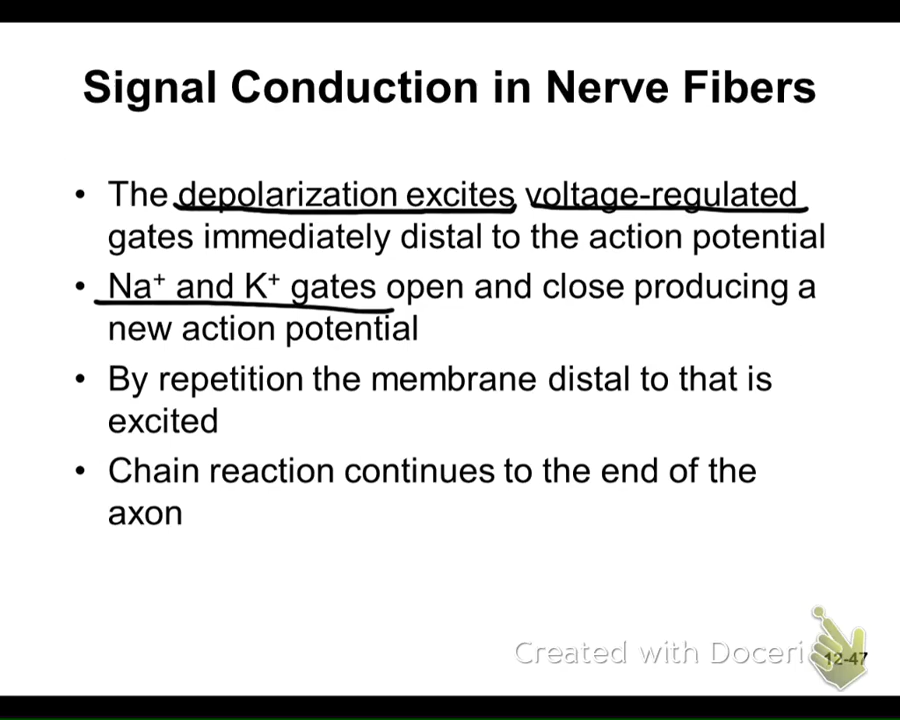 Signal Conduction in Nerve Fibers
• The depolarization excites voltage-regulated
gates immediately distal to the action potential
• Na⁺ and K⁺ gates open and close producing a
new action potential
• By repetition the membrane distal to that is
excited
• Chain reaction continues to the end of the
axon
Created with Doceri
12-47